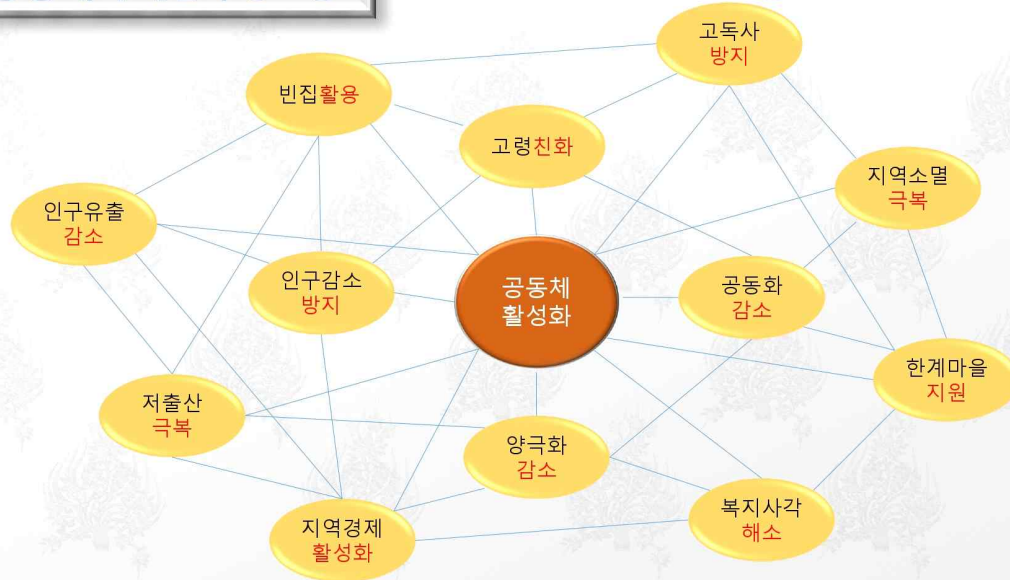 고독사
방지
빈집활용
고령친화
지역소멸
극복
인구유출
감소
인구감소
방지
공동체
활성화
공동화
감소
한계마을
지원
저출산
극복
양극화
감소
복지사각
해소
지역경제
활성화